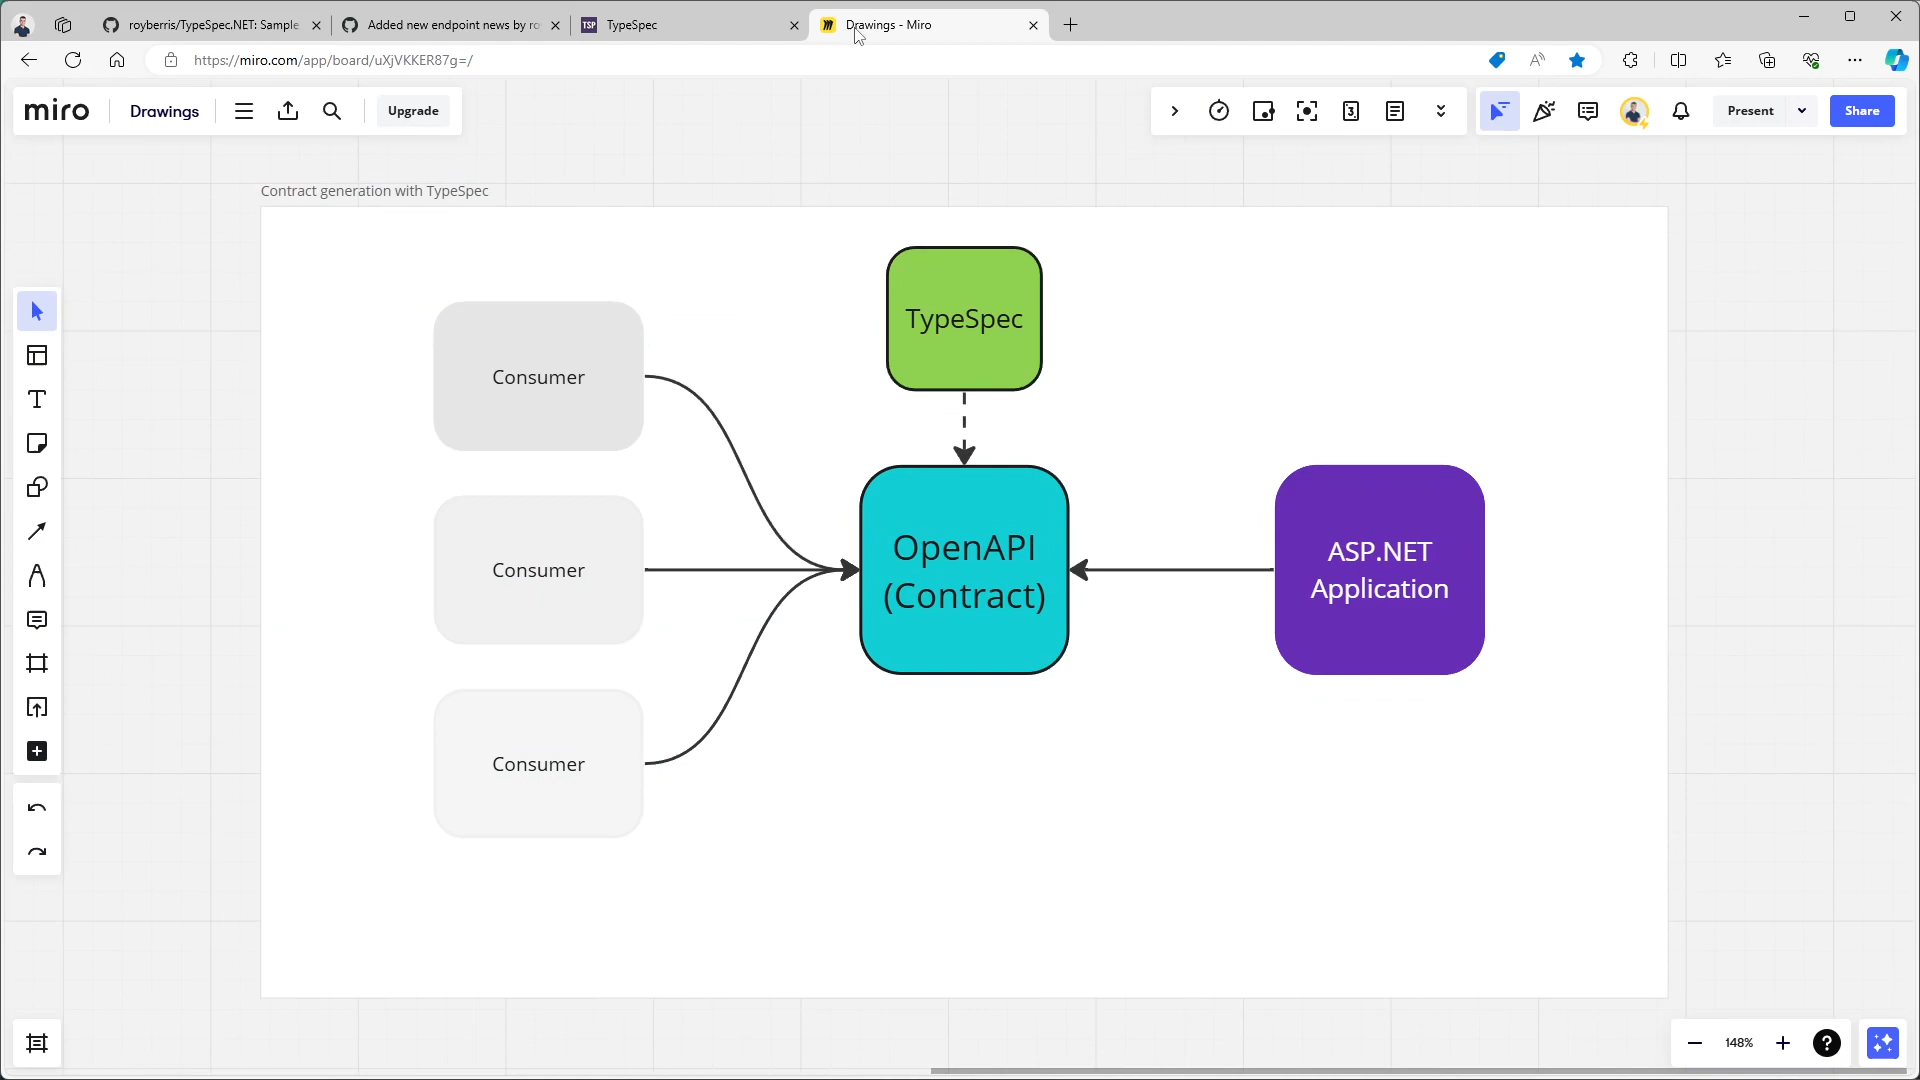 royberris/TypeSpec.NET: Sample
Added new endpoint news by ro
TSP
TypeSpec
Drawings - Miro
https://miro.com/app/board/uXjVKKER87g=/
miro
Drawings
Upgrade
3
Present
Share
Contract generation with TypeSpec
TypeSpec
Consumer
Consumer
Consumer
OpenAPI
(Contract)
ASP.NET
Application
148%